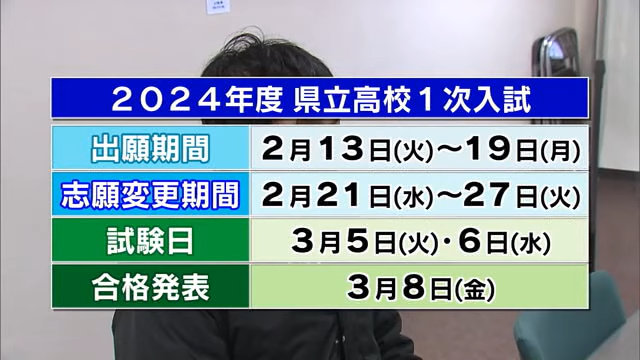 2024年度 県立高校1次入試
出願期間 2月13日(火)～19日(月)
志願変更期間 2月21日(水)～27日(火)
試験日 3月5日(火)・6日(水)
合格発表 3月8日(金)